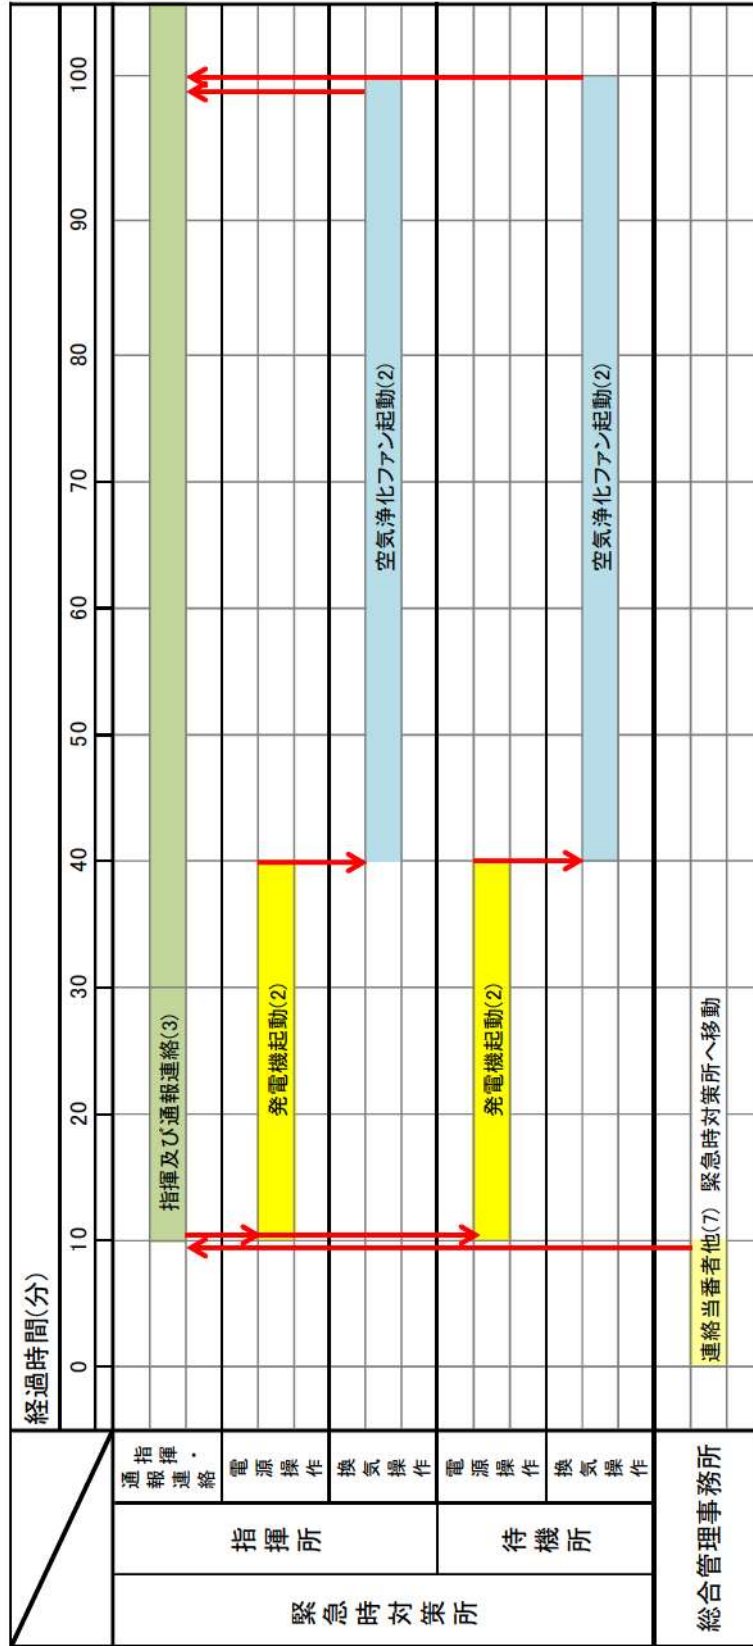 経過時間(分)
0 10 20 30 40 50 60 70 80 90 100
緊急時対策所
指揮所
指揮・通報連絡
指揮及び通報連絡(3)
電源操作
発電機起動(2)
換気操作
空気浄化ファン起動(2)
待機所
電源操作
発電機起動(2)
換気操作
空気浄化ファン起動(2)
総合管理事務所
連絡当番者他(7) 緊急時対策所へ移動